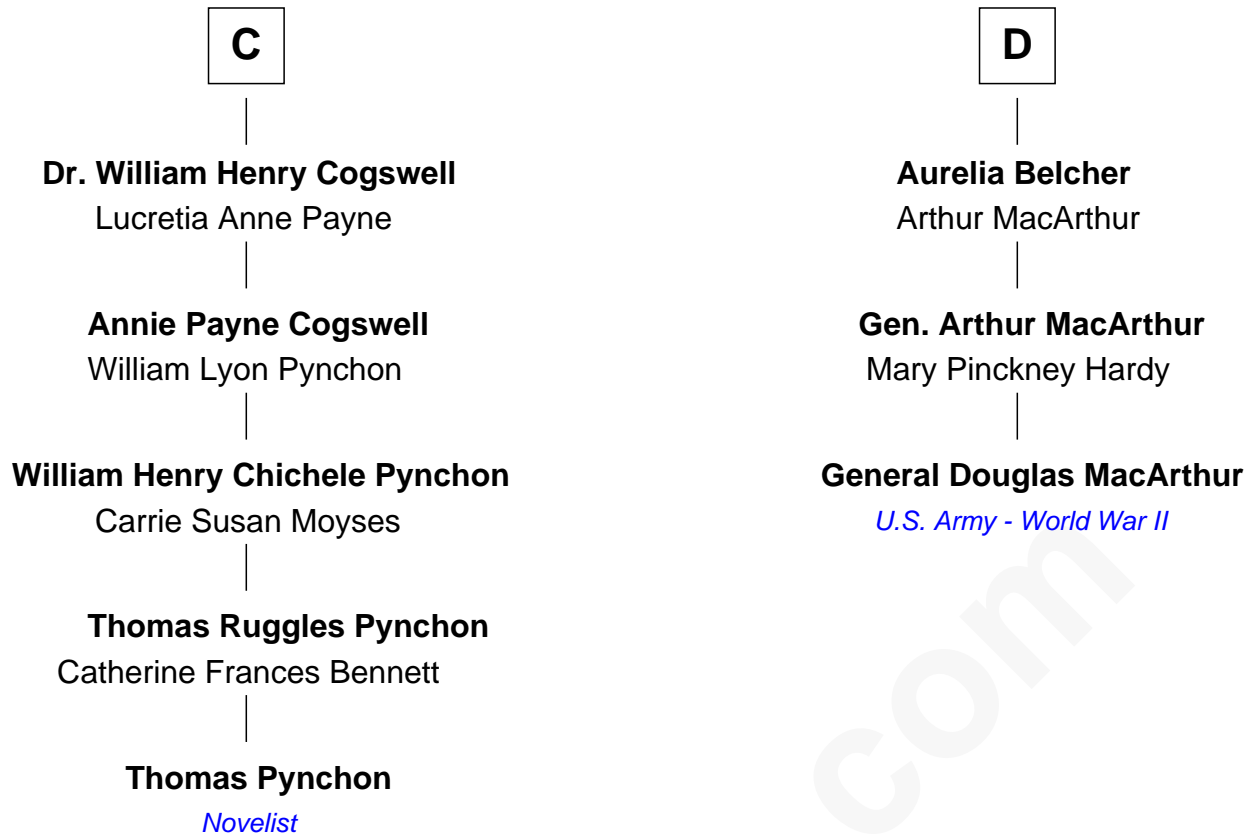 C
Dr. William Henry Cogswell
Lucretia Anne Payne
Annie Payne Cogswell
William Lyon Pynchon
William Henry Chichele Pynchon
Carrie Susan Moyses
Thomas Ruggles Pynchon
Catherine Frances Bennett
Thomas Pynchon
Novelist
D
Aurelia Belcher
Arthur MacArthur
Gen. Arthur MacArthur
Mary Pinckney Hardy
General Douglas MacArthur
U.S. Army - World War II
com